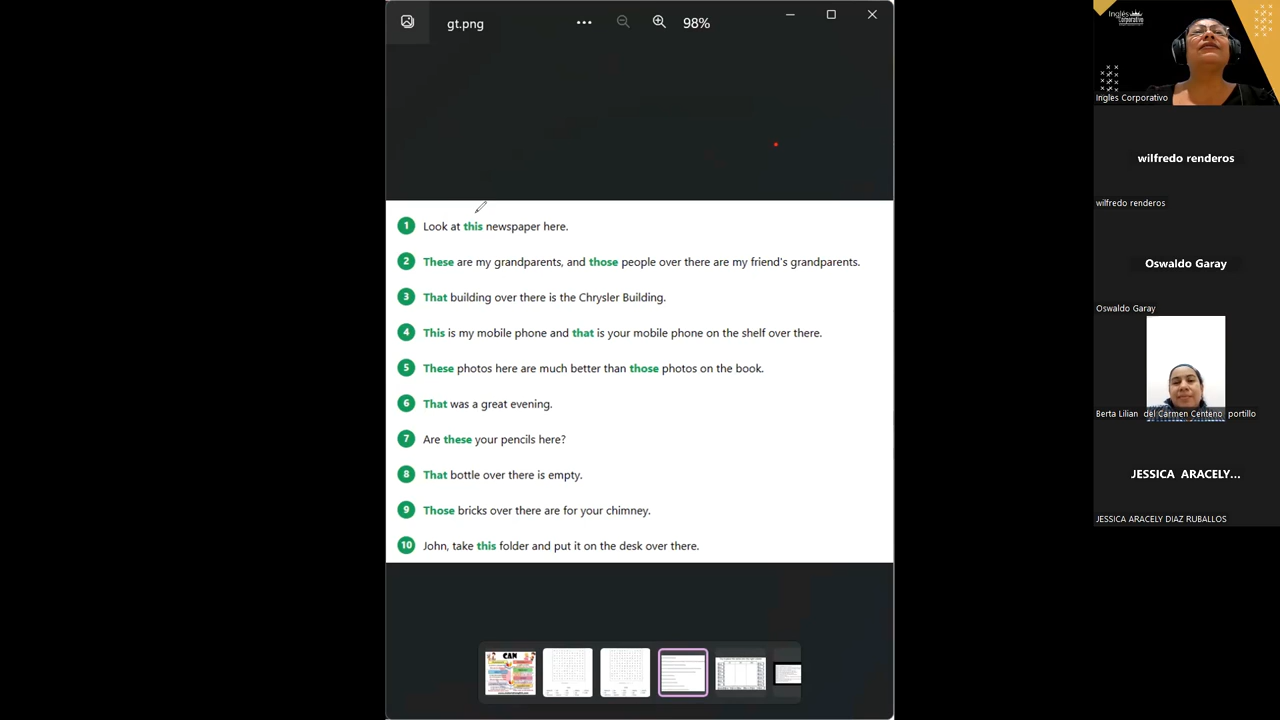 gt.png
98%
1 Look at this newspaper here.
2 These are my grandparents, and those people over there are my friend's grandparents.
3 That building over there is the Chrysler Building.
4 This is my mobile phone and that is your mobile phone on the shelf over there.
5 These photos here are much better than those photos on the book.
6 That was a great evening.
7 Are these your pencils here?
8 That bottle over there is empty.
9 Those bricks over there are for your chimney.
10 John, take this folder and put it on the desk over there.
CAN
Inglés
Corporativo
Ingles Corporativo
wilfredo renderos
wilfredo renderos
Oswaldo Garay
Oswaldo Garay
Berta Lilian del Carmen Centeno portillo
JESSICA ARACELY...
JESSICA ARACELY DIAZ RUBALLOS